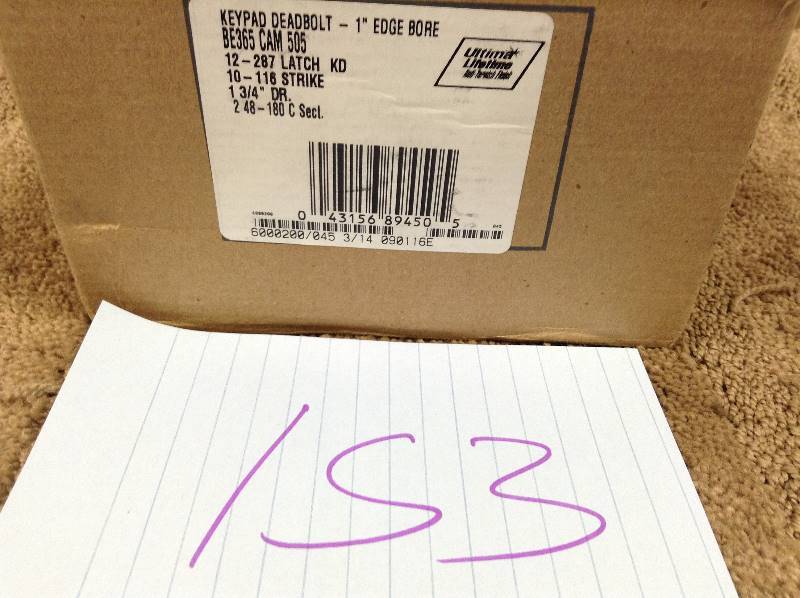 KEYPAD DEADBOLT - 1" EDGE BORE
BE365 CAM 505
12-287 LATCH KD
10-116 STRIKE
1 3/4" DR.
2 48-180 C Sect.
Ultima
Lifetime
0 43156 89450 5
6000200/045 3/14 090116E
153